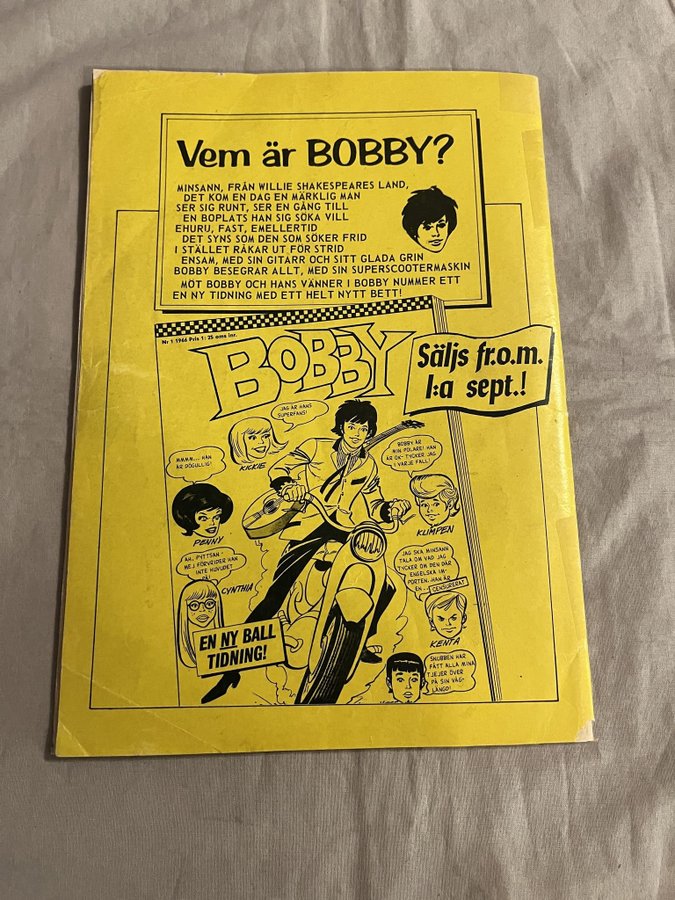 Vem är BOBBY?
MINSANN, FRÅN WILLIE SHAKESPEARES LAND,
DET KOM EN DAG EN MÄRKLIG MAN
SER SIG RUNT, SER EN GÅNG TILL
EN BOPLATS HAN SIG SÖKA VILL
EHURU, FAST, EMELLERTID
DET SYNS SOM DEN SOM SÖKER FRID
I STÄLLET RÅKAR UT FÖR STRID
ENSAM, MED SIN GITARR OCH SITT GLADA GRIN
BOBBY BESEGRAR ALLT, MED SIN SUPERSCOOTERMASKIN
MÖT BOBBY OCH HANS VÄNNER I BOBBY NUMMER ETT
EN NY TIDNING MED ETT HELT NYTT BETT!
Nr 1 1966 Pris 1:25 oms inr.
BOBBY
Säljs fr.o.m.
1:a sept.!
JAG ÄR HANS
SUPERFANS!
KICKIE
MMMM... HAN
ÄR DÖGULLIG!
PENNY
BOBBY ÄR
MIN POLARE! HAN
ÄR OK- TYCKER JAG
I VARJE FALL!
KLIMPEN
AH, PYTTSAN-
MEJ FÖRVRIDER HAN
INTE HUVUDET
PÅ!
CYNTHIA
JAG SKA MINSANN
TALA OM VAD JAG
TYCKER OM DEN DÄR
ENGELSKA IM-
PORTEN. HAN ÄR
EN - CENSURERAT
KENTA
EN NY BALL
TIDNING!
SNUBBEN HAR
FÅTT ALLA MINA
TJEJER ÖVER
PÅ SIN VÅG-
LÄNGD!